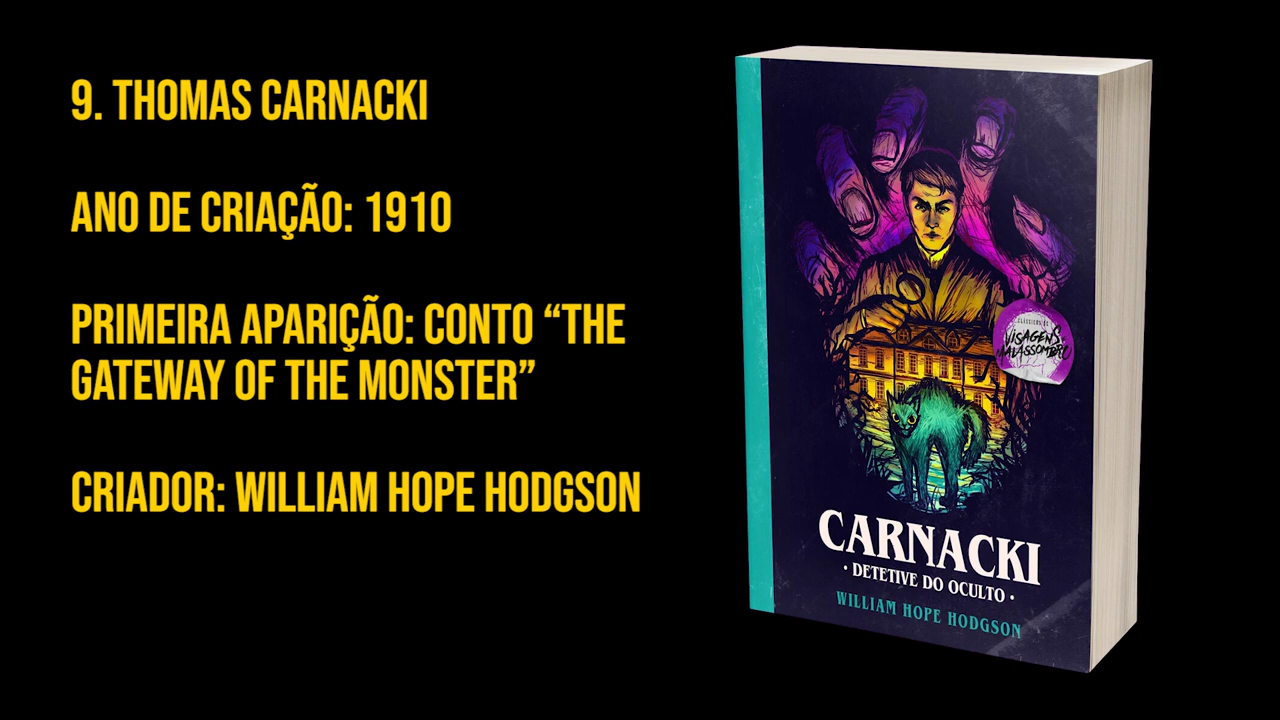 9. THOMAS CARNACKI
ANO DE CRIAÇÃO: 1910
PRIMEIRA APARIÇÃO: CONTO “THE
GATEWAY OF THE MONSTER”
CRIADOR: WILLIAM HOPE HODGSON
VISAGENS
CARNACKI
• DETETIVE DO OCULTO •
WILLIAM HOPE HODGSON